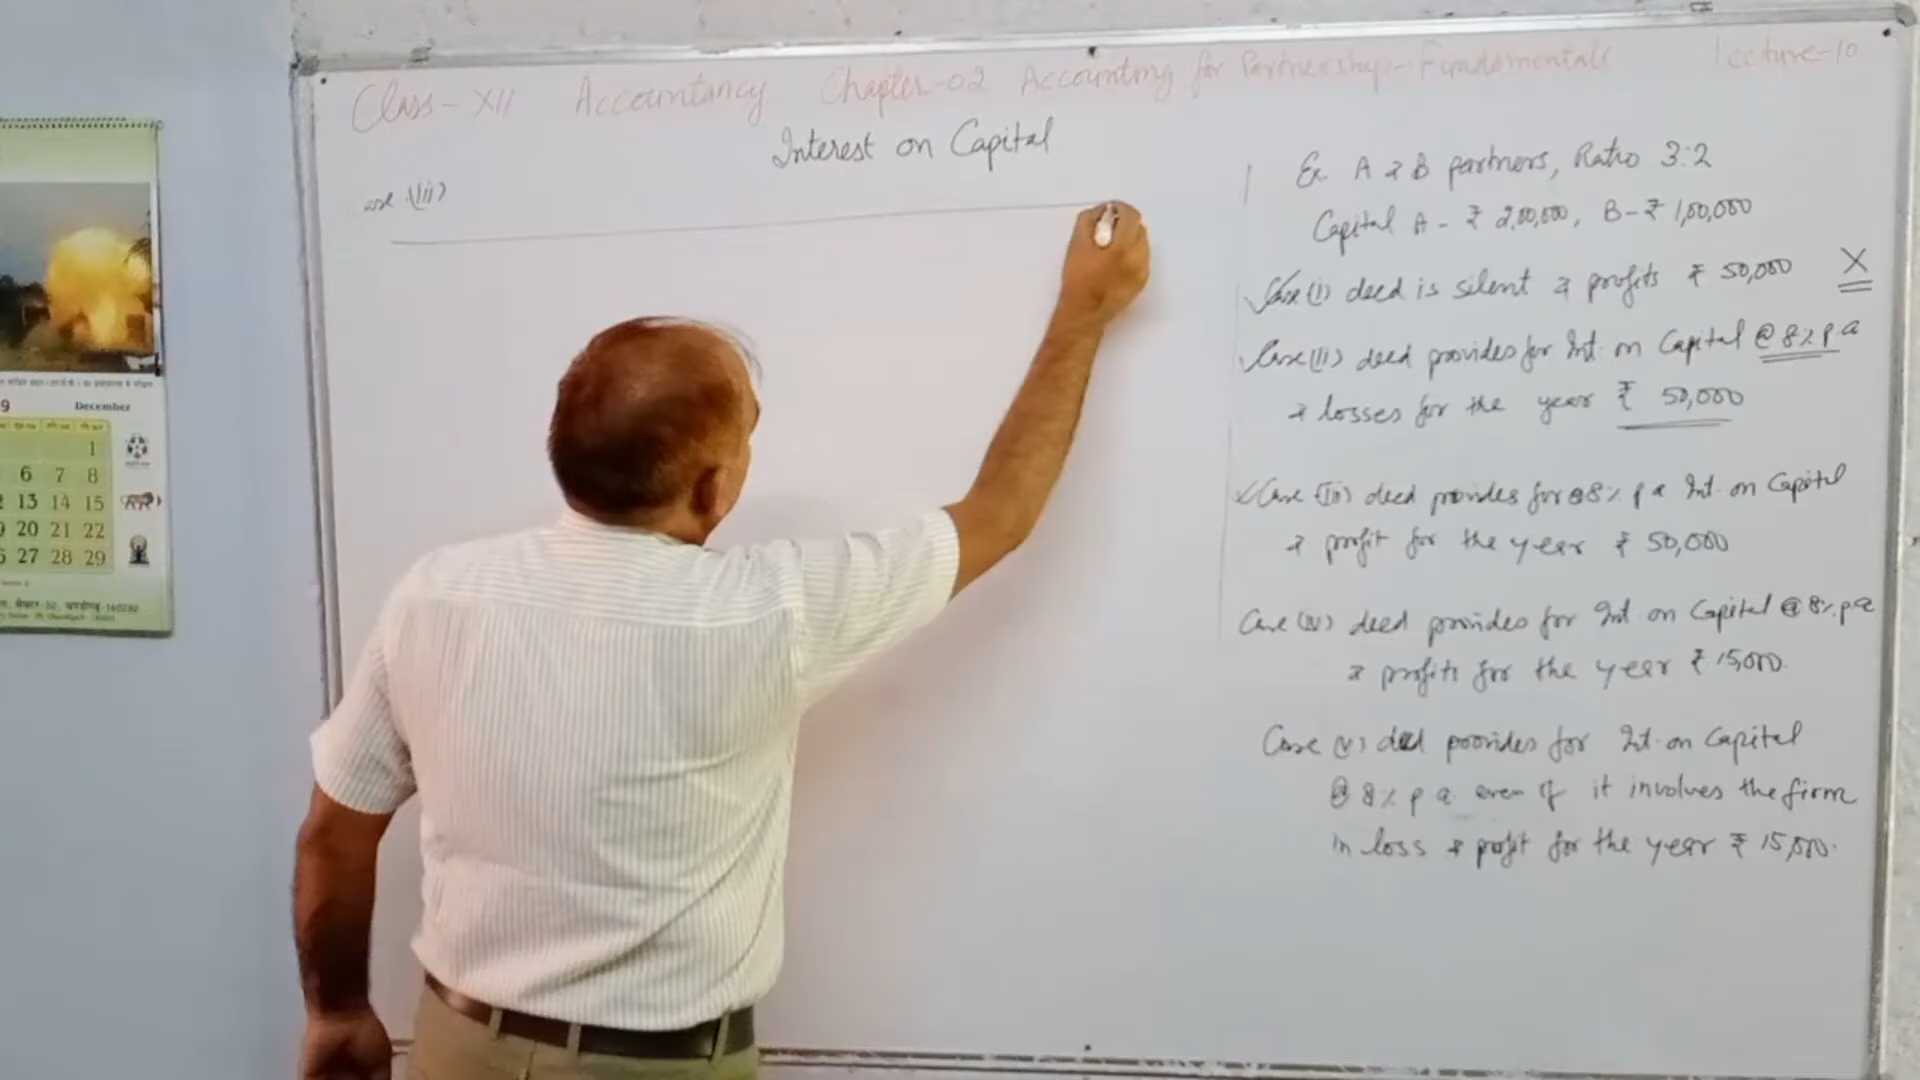 Class-XII Accountancy Chapter-02 Accounting for Partnership-Fundamentals Lecture-10
Interest on Capital
case (iii)
Ex. A & B partners, Ratio 3:2
Capital A - ₹ 2,00,000, B - ₹ 1,00,000
Case (i) deed is silent & profits ₹ 50,000 X
Case (ii) deed provides for Int. on Capital @ 8% p.a
& losses for the year ₹ 50,000
Case (iii) deed provides for @ 8% p a Int. on Capital
& profit for the year ₹ 50,000
Case (iv) deed provides for Int on Capital @ 8% p a
& profits for the year ₹ 15,000.
Case (v) deed provides for Int. on Capital
@ 8% p a even if it involves the firm
in loss & profit for the year ₹ 15,000.
9 December
1
6 7 8
13 14 15
20 21 22
27 28 29